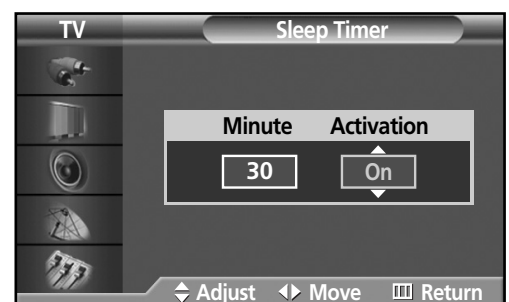 TV Sleep Timer
Minute Activation
30 On
Adjust Move Return